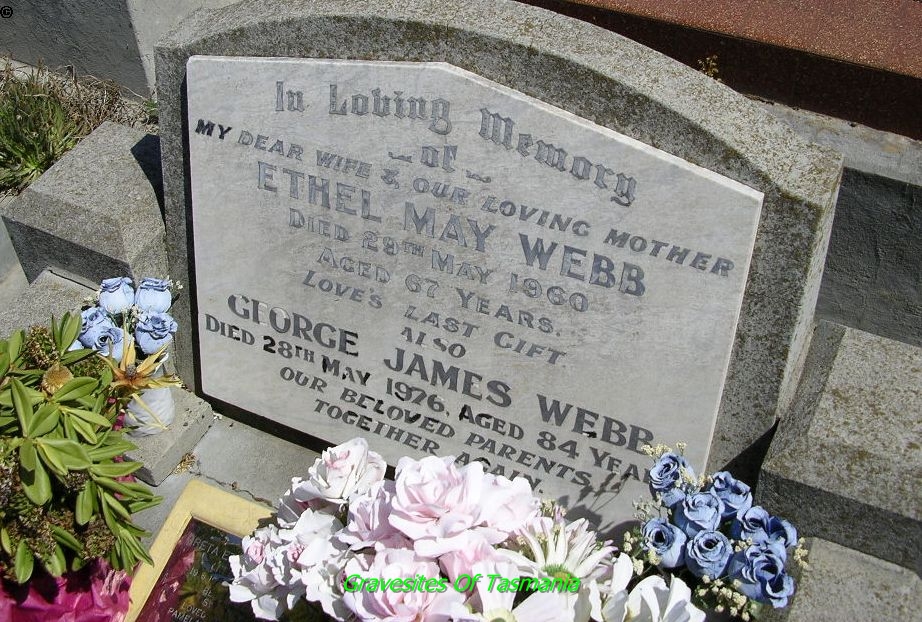 ©
In Loving Memory
~ of ~
MY DEAR WIFE & OUR LOVING MOTHER
ETHEL MAY WEBB
DIED 29TH MAY 1960
AGED 67 YEARS.
LOVE'S LAST GIFT
ALSO
GEORGE JAMES WEBB
DIED 28TH MAY 1976, AGED 84 YEARS
OUR BELOVED PARENTS,
TOGETHER AGAIN.
Gravesites Of Tasmania